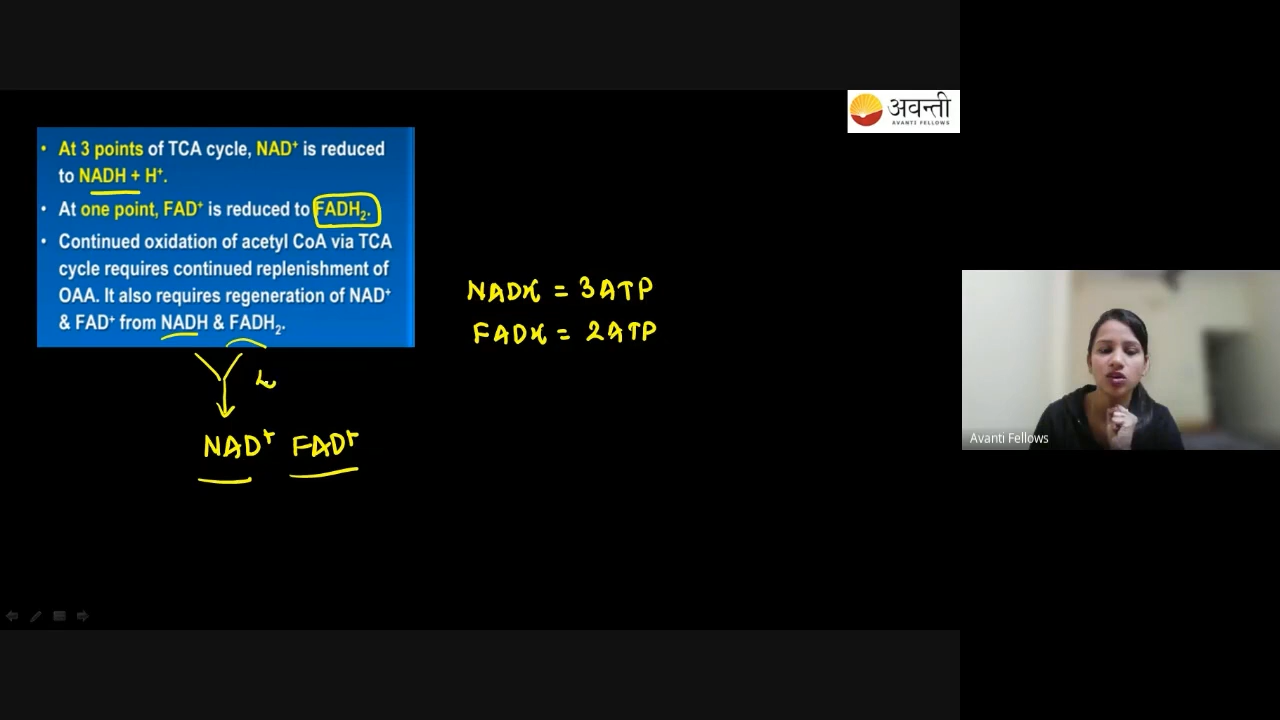 अवन्ती
AVANTI FELLOWS
• At 3 points of TCA cycle, NAD⁺ is reduced
to NADH + H⁺.
• At one point, FAD⁺ is reduced to FADH₂.
• Continued oxidation of acetyl CoA via TCA
cycle requires continued replenishment of
OAA. It also requires regeneration of NAD⁺
& FAD⁺ from NADH & FADH₂.
NADH = 3ATP
FADH = 2ATP
NAD⁺ FAD⁺
Avanti Fellows